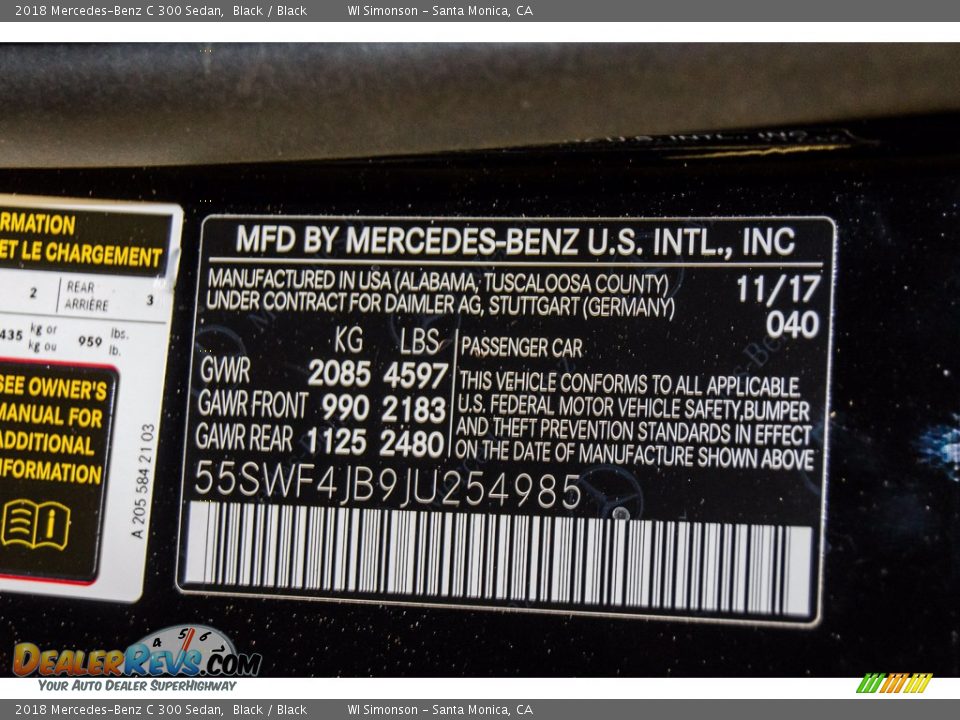 2018 Mercedes-Benz C 300 Sedan, Black / Black WI Simonson - Santa Monica, CA
RMATION
ET LE CHARGEMENT
2 REAR ARRIÈRE 3
435 kg or kg ou 959 lbs. lb.
SEE OWNER'S
MANUAL FOR
ADDITIONAL
NFORMATION
A 205 584 21 03
MFD BY MERCEDES-BENZ U.S. INTL., INC
MANUFACTURED IN USA (ALABAMA, TUSCALOOSA COUNTY) 11/17
UNDER CONTRACT FOR DAIMLER AG, STUTTGART (GERMANY) 040
KG LBS
GVWR 2085 4597
GAWR FRONT 990 2183
GAWR REAR 1125 2480
PASSENGER CAR
THIS VEHICLE CONFORMS TO ALL APPLICABLE
U.S. FEDERAL MOTOR VEHICLE SAFETY,BUMPER
AND THEFT PREVENTION STANDARDS IN EFFECT
ON THE DATE OF MANUFACTURE SHOWN ABOVE
55SWF4JB9JU254985
4 5 6
DEALERREVS.COM
YOUR AUTO DEALER SUPERHIGHWAY
2018 Mercedes-Benz C 300 Sedan, Black / Black WI Simonson - Santa Monica, CA